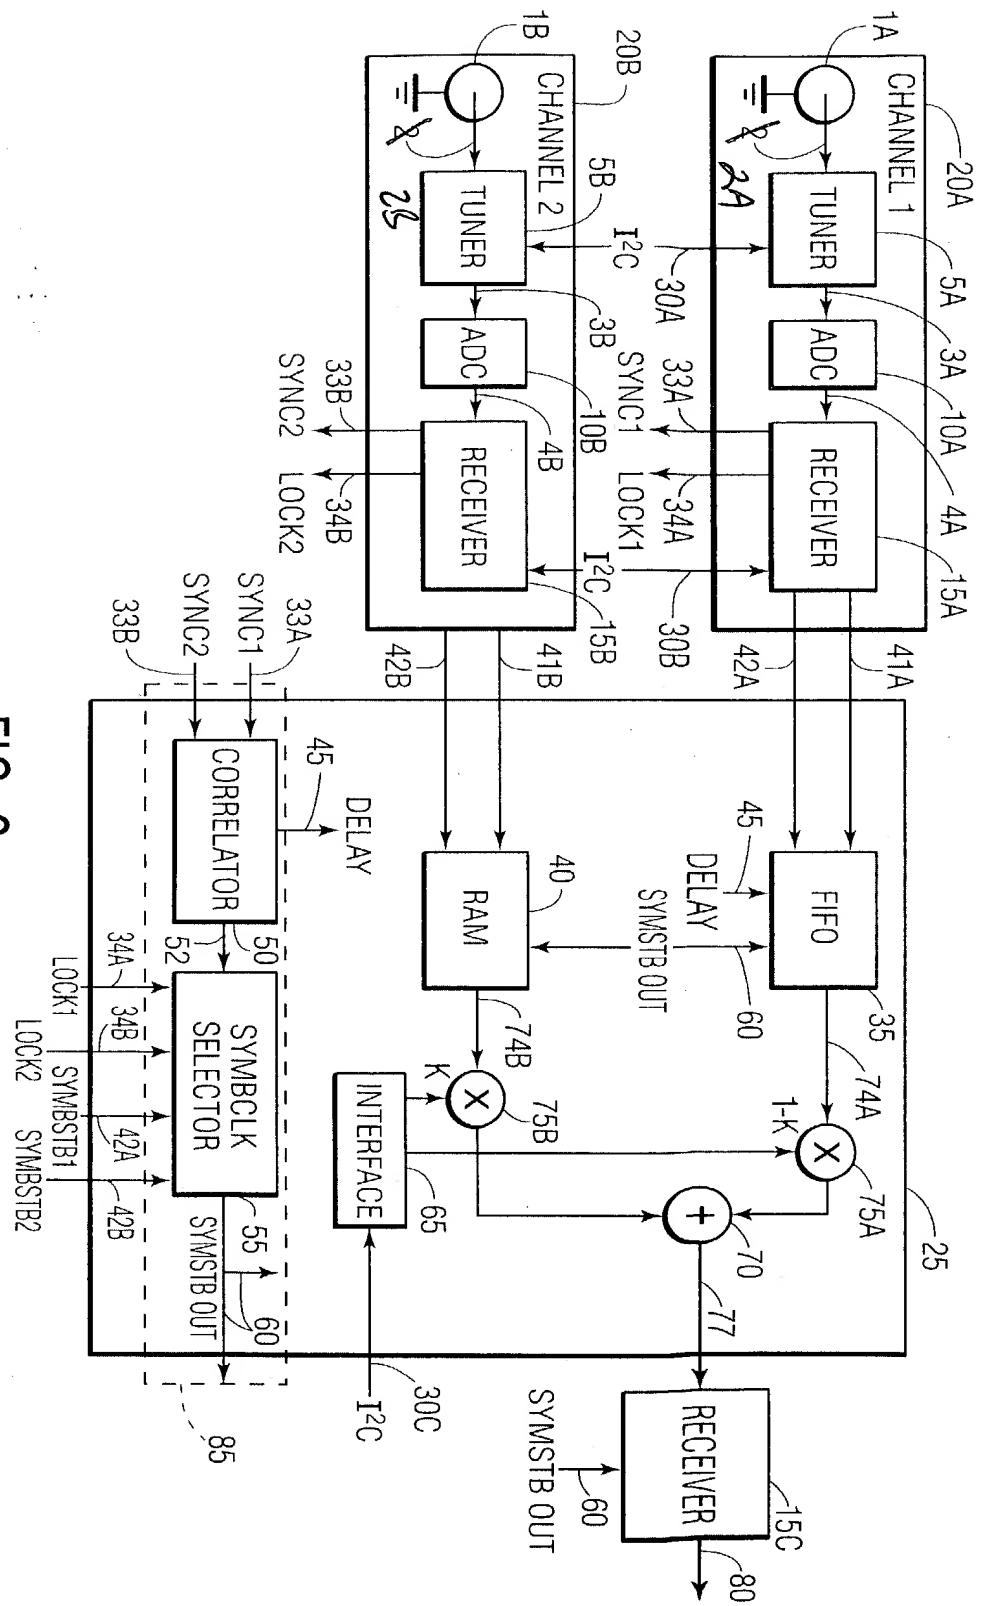 1A
20A
CHANNEL 1
2
2A
TUNER
5A
3A
ADC
10A
4A
RECEIVER
15A
33A
SYNC1
34A
LOCK1
41A
42A
I²C
30A
I²C
30B
1B
20B
CHANNEL 2
2
2B
TUNER
5B
3B
ADC
10B
4B
RECEIVER
15B
33B
SYNC2
34B
LOCK2
41B
42B
25
FIFO
35
45
DELAY
60
SYMSTB OUT
74A
1-K
X
75A
RAM
40
74B
K
X
75B
+
70
77
INTERFACE
65
30C
I²C
RECEIVER
15C
80
60
SYMSTB OUT
45
DELAY
33A
SYNC1
SYNC2
33B
CORRELATOR
50
52
SYMBCLK
SELECTOR
55
60
SYMSTB OUT
85
34A
LOCK1
34B
LOCK2
42A
SYMBSTB1
42B
SYMBSTB2